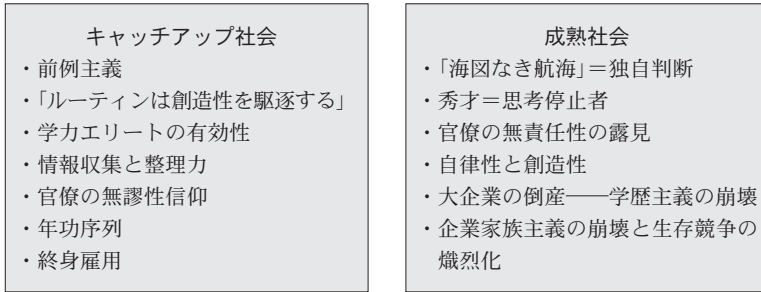 キャッチアップ社会
・前例主義
・「ルーティンは創造性を駆逐する」
・学力エリートの有効性
・情報収集と整理力
・官僚の無謬性信仰
・年功序列
・終身雇用
成熟社会
・「海図なき航海」＝独自判断
・秀才＝思考停止者
・官僚の無責任性の露見
・自律性と創造性
・大企業の倒産――学歴主義の崩壊
・企業家族主義の崩壊と生存競争の
熾烈化